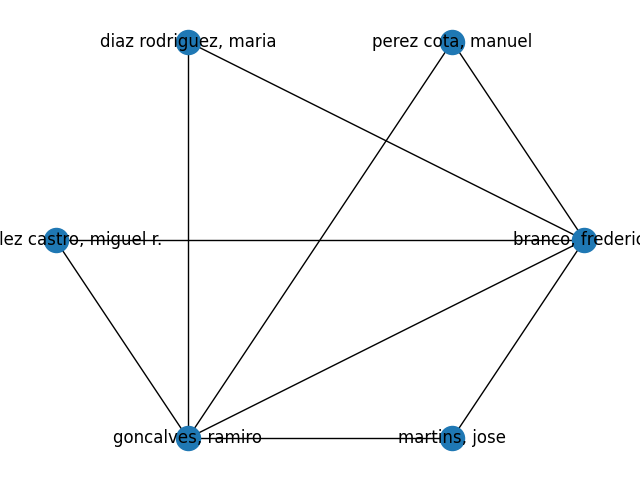 diaz rodriguez, maria
perez cota, manuel
lez castro, miguel r.
branco, frederic
goncalves, ramiro
martins, jose